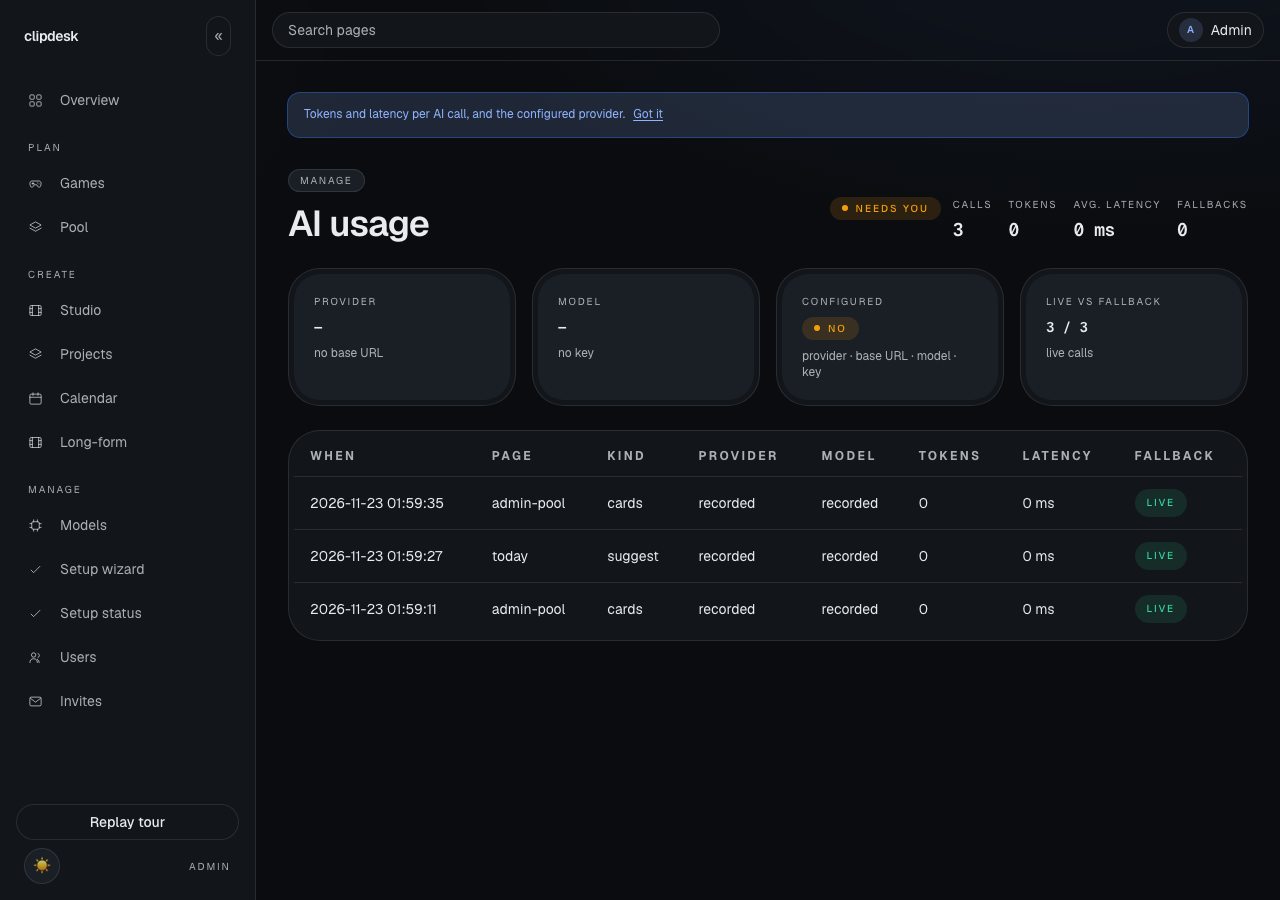 clipdesk
«
Search pages
A Admin
Overview
PLAN
Games
Pool
CREATE
Studio
Projects
Calendar
Long-form
MANAGE
Models
Setup wizard
Setup status
Users
Invites
Replay tour
ADMIN
Tokens and latency per AI call, and the configured provider. Got it
MANAGE
AI usage
NEEDS YOU
CALLS TOKENS AVG. LATENCY FALLBACKS
3 0 0 ms 0
PROVIDER
—
no base URL
MODEL
—
no key
CONFIGURED
NO
provider · base URL · model ·
key
LIVE VS FALLBACK
3 / 3
live calls
WHEN PAGE KIND PROVIDER MODEL TOKENS LATENCY FALLBACK
2026-11-23 01:59:35 admin-pool cards recorded recorded 0 0 ms LIVE
2026-11-23 01:59:27 today suggest recorded recorded 0 0 ms LIVE
2026-11-23 01:59:11 admin-pool cards recorded recorded 0 0 ms LIVE